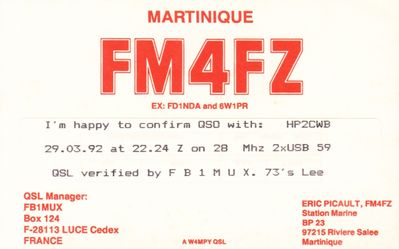 MARTINIQUE
FM4FZ
EX: FD1NDA and 6W1PR
I'm happy to confirm QSO with: HP2CWB
29.03.92 at 22.24 Z on 28 Mhz 2xUSB 59
QSL verified by F B 1 M U X. 73's Lee
QSL Manager:
FB1MUX
Box 124
F-28113 LUCE Cedex
FRANCE
A W4MPY QSL
ERIC PICAULT, FM4FZ
Station Marine
BP 23
97215 Riviere Salee
Martinique